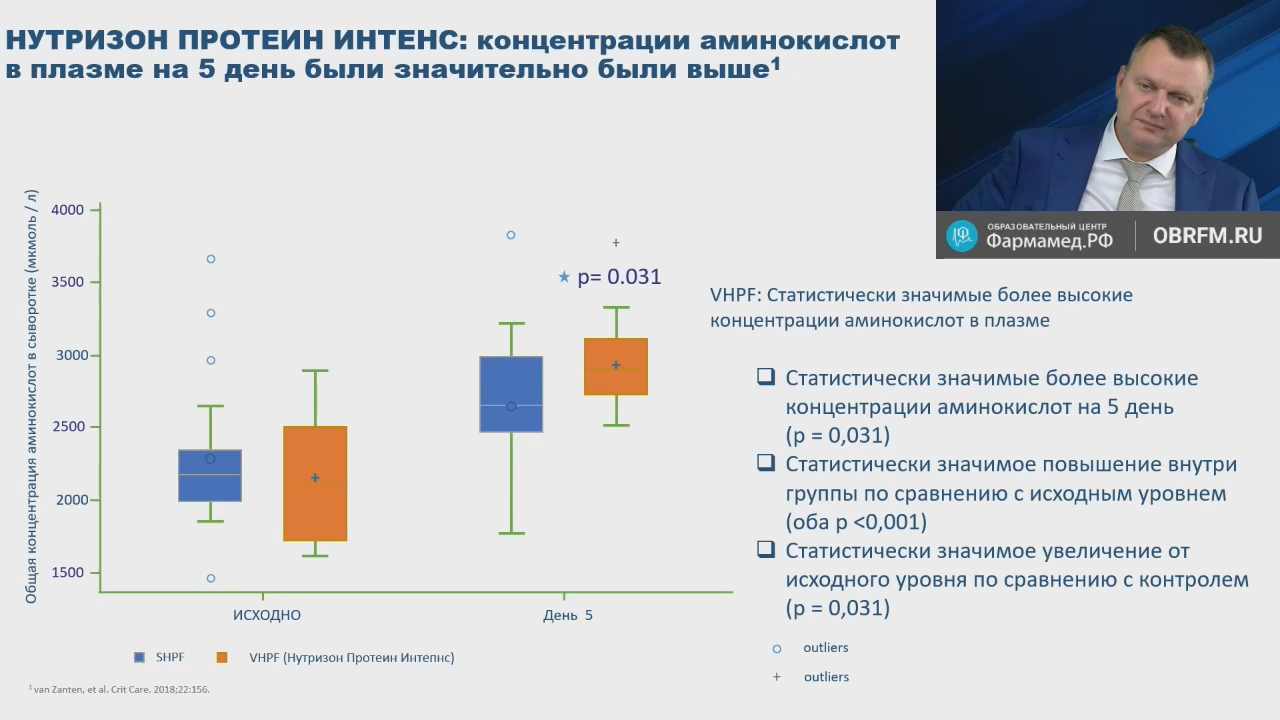 НУТРИЗОН ПРОТЕИН ИНТЕНС: концентрации аминокислот
в плазме на 5 день были значительно были выше¹
ОБРАЗОВАТЕЛЬНЫЙ ЦЕНТР
Фармамед.РФ
OBRFM.RU
Общая концентрация аминокислот в сыворотке (мкмоль / л)
4000
3500
3000
2500
2000
1500
★ p= 0.031
ИСХОДНО
День 5
SHPF
VHPF (Нутризон Протеин Интепнс)
VHPF: Статистически значимые более высокие
концентрации аминокислот в плазме
❑ Статистически значимые более высокие
концентрации аминокислот на 5 день
(p = 0,031)
❑ Статистически значимое повышение внутри
группы по сравнению с исходным уровнем
(оба p <0,001)
❑ Статистически значимое увеличение от
исходного уровня по сравнению с контролем
(p = 0,031)
○ outliers
+ outliers
¹ van Zanten, et al. Crit Care. 2018;22:156.